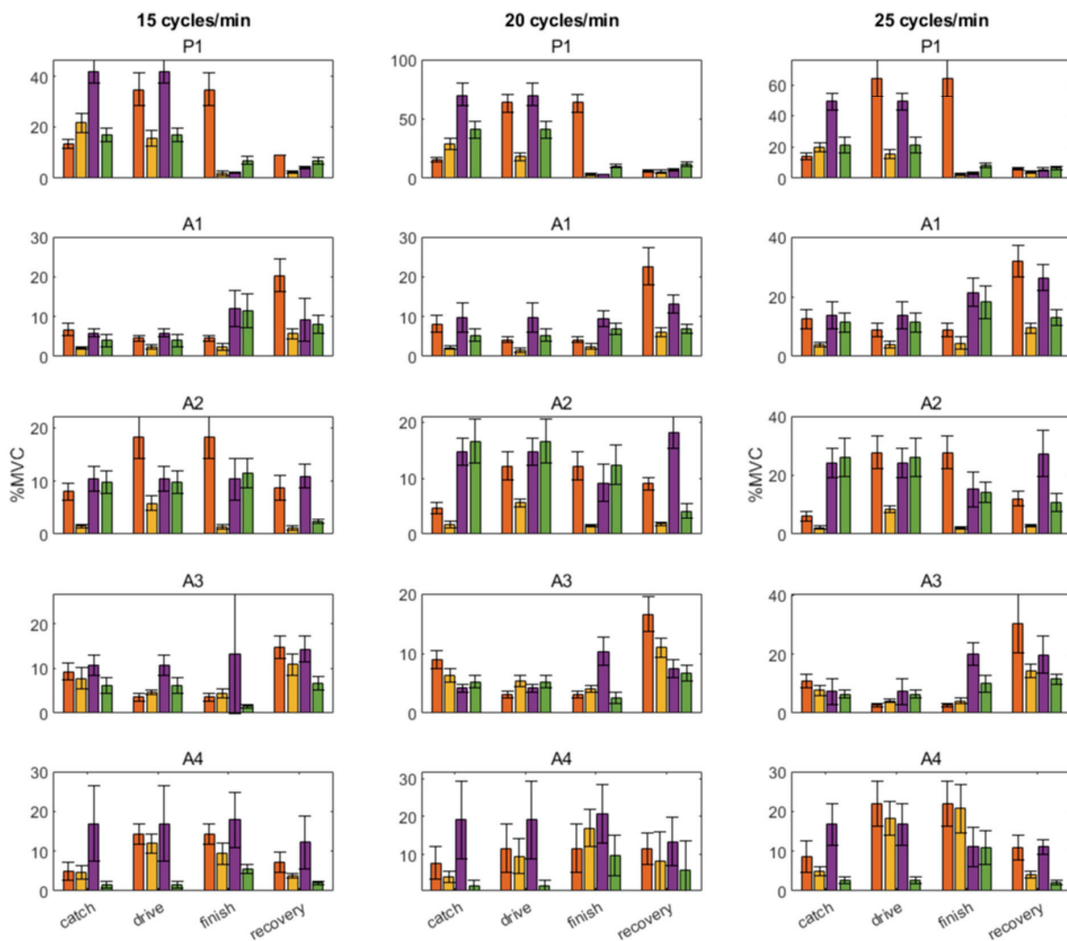 15 cycles/min 20 cycles/min 25 cycles/min
P1 P1 P1
40 100 60
20 50 40
0 0 20
0
A1 A1 A1
30 30 40
20 20 20
10 10 0
0 0
A2 A2 A2
20 20 40
10 10 20
0 0 0
%MVC %MVC
A3 A3 A3
20 20 40
10 10 20
0 0 0
A4 A4 A4
30 30 40
20 20 30
10 10 20
0 10
0
catch drive finish recovery catch drive finish recovery catch drive finish recovery